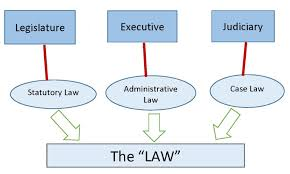 Legislature
Executive
Judiciary
Statutory Law
Administrative
Law
Case Law
The “LAW”